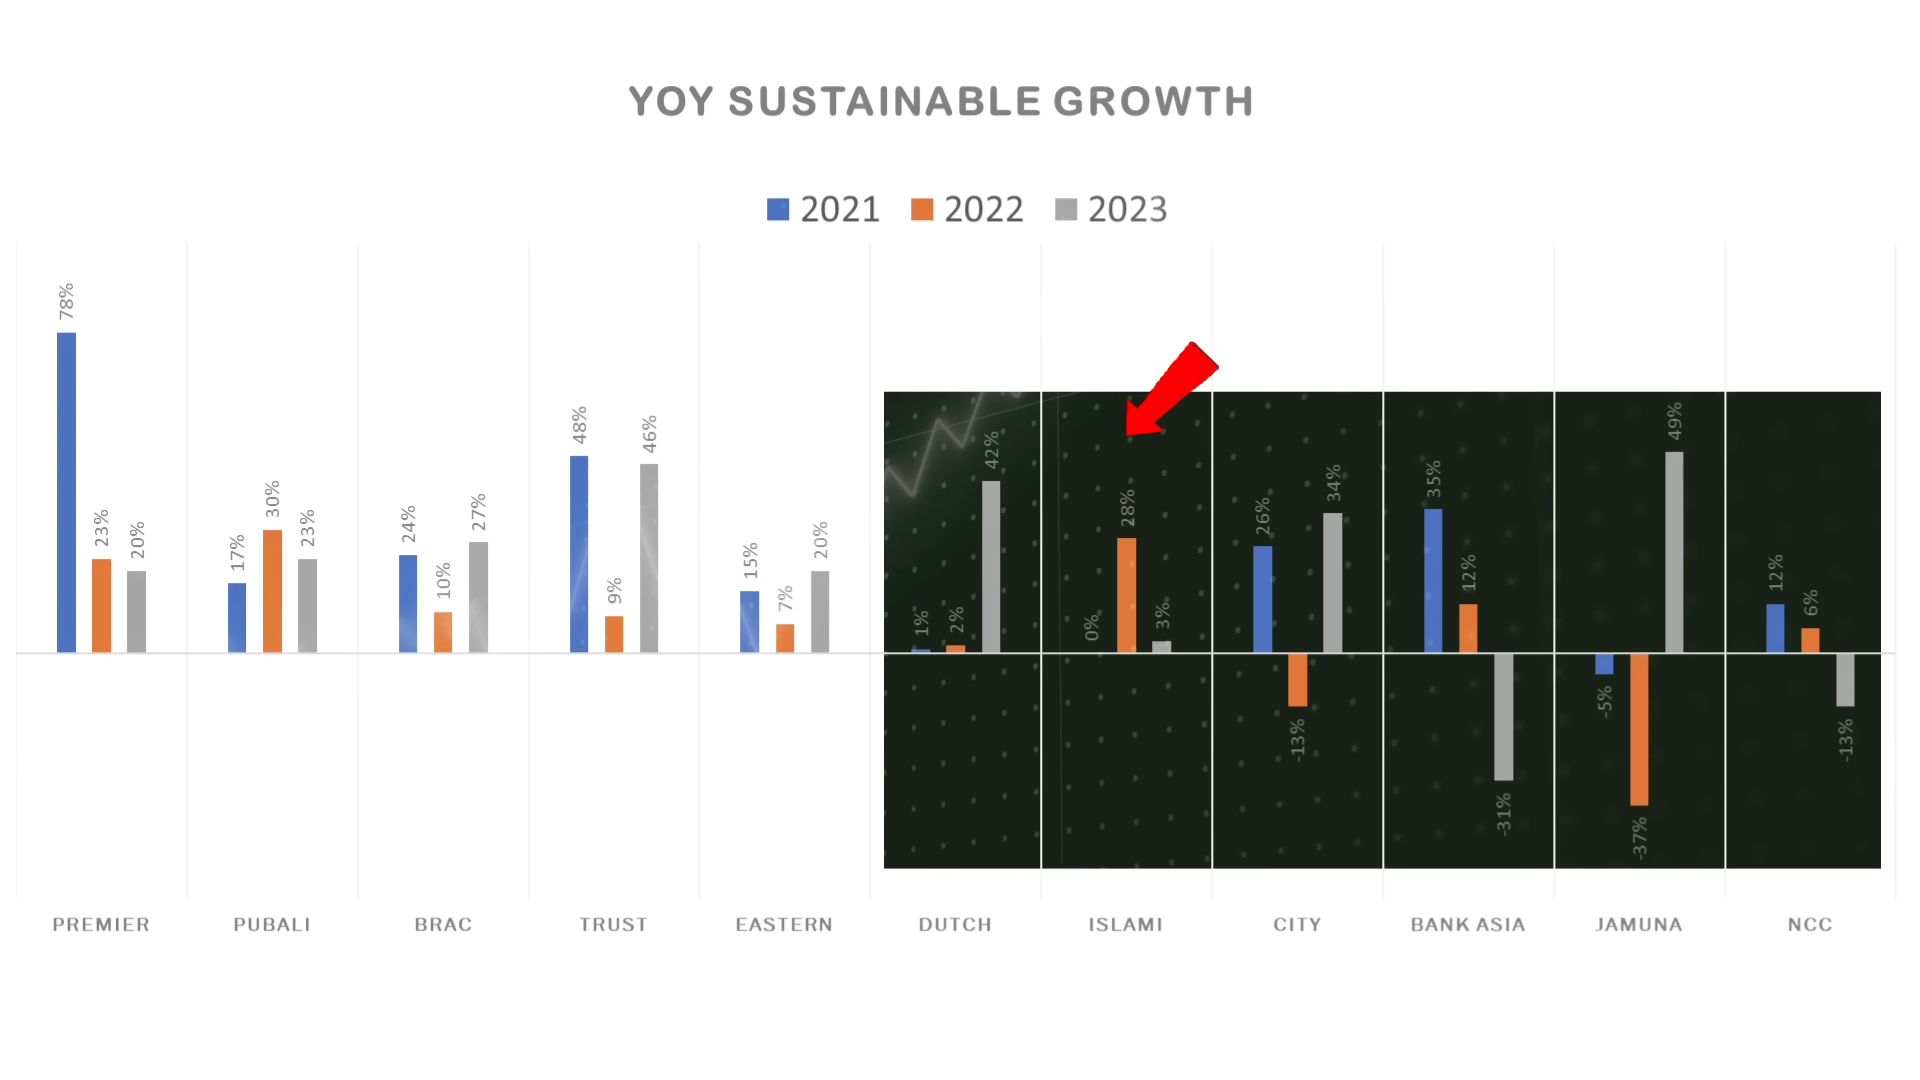 YOY SUSTAINABLE GROWTH
2021 2022 2023
78% 23% 20%
17% 30% 23%
24% 10% 27%
48% 9% 46%
15% 7% 20%
1% 2% 42%
0% 28% 3%
26% -13% 34%
35% 12% -31%
-5% -37% 49%
12% 6% -13%
PREMIER PUBALI BRAC TRUST EASTERN DUTCH ISLAMI CITY BANK ASIA JAMUNA NCC